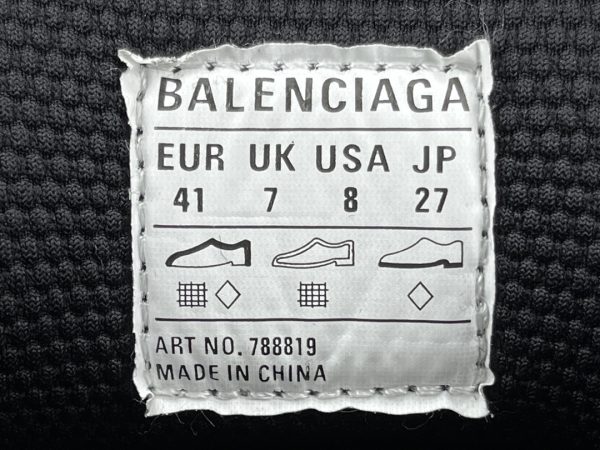 BALENCIAGA
EUR UK USA JP
41 7 8 27
ART NO. 788819
MADE IN CHINA